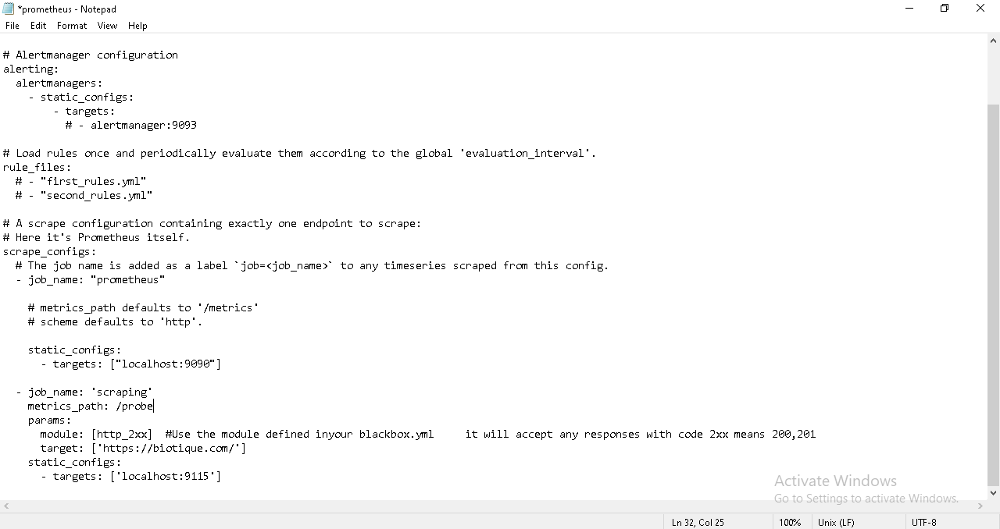 *prometheus - Notepad
File Edit Format View Help
# Alertmanager configuration
alerting:
  alertmanagers:
    - static_configs:
        - targets:
          # - alertmanager:9093
# Load rules once and periodically evaluate them according to the global 'evaluation_interval'.
rule_files:
  # - "first_rules.yml"
  # - "second_rules.yml"
# A scrape configuration containing exactly one endpoint to scrape:
# Here it's Prometheus itself.
scrape_configs:
  # The job name is added as a label `job=<job_name>` to any timeseries scraped from this config.
  - job_name: "prometheus"
    # metrics_path defaults to '/metrics'
    # scheme defaults to 'http'.
    static_configs:
      - targets: ["localhost:9090"]
  - job_name: 'scraping'
    metrics_path: /probe
    params:
      module: [http_2xx]  #Use the module defined inyour blackbox.yml     it will accept any responses with code 2xx means 200,201
      target: ['https://biotique.com/']
    static_configs:
      - targets: ['localhost:9115']
Activate Windows
Go to Settings to activate Windows.
Ln 32, Col 25 100% Unix (LF) UTF-8